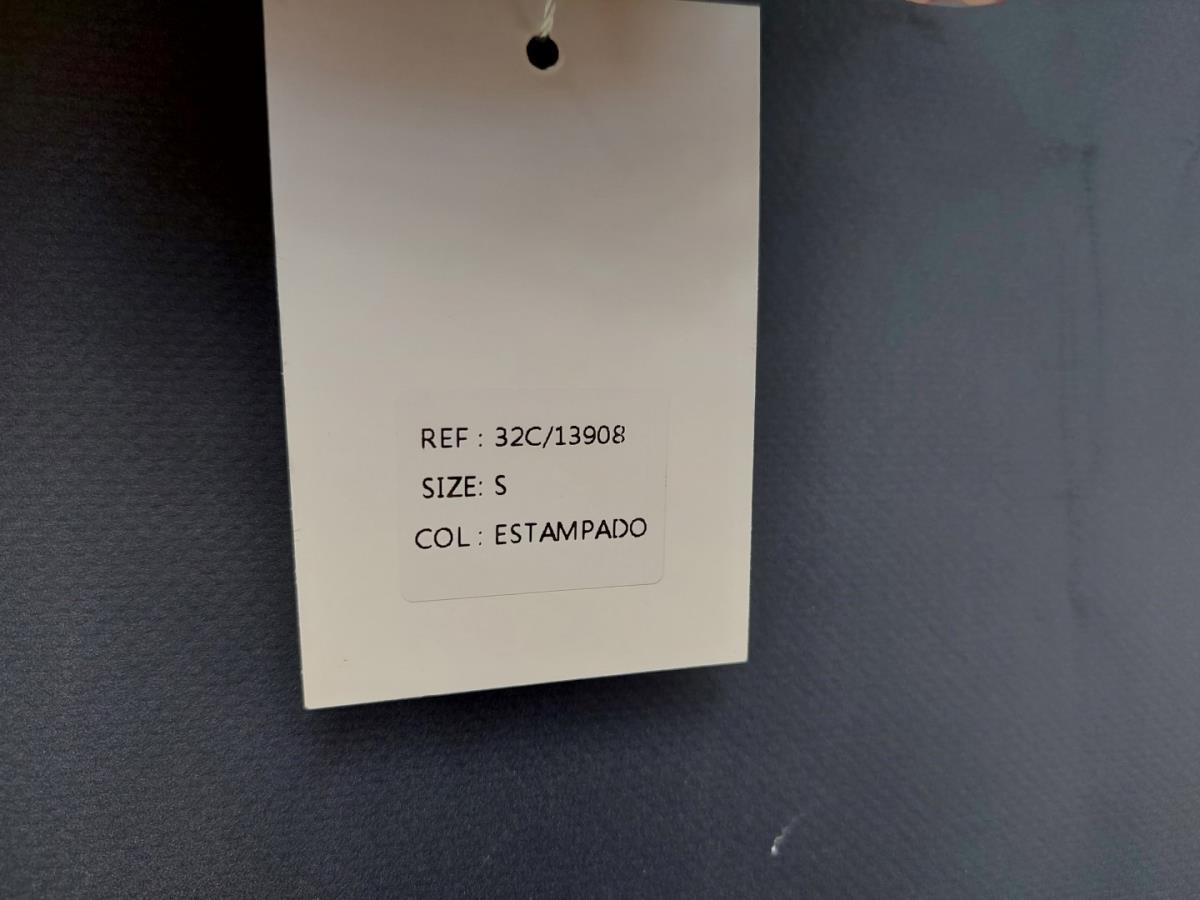 REF : 32C/13908
SIZE: S
COL : ESTAMPADO